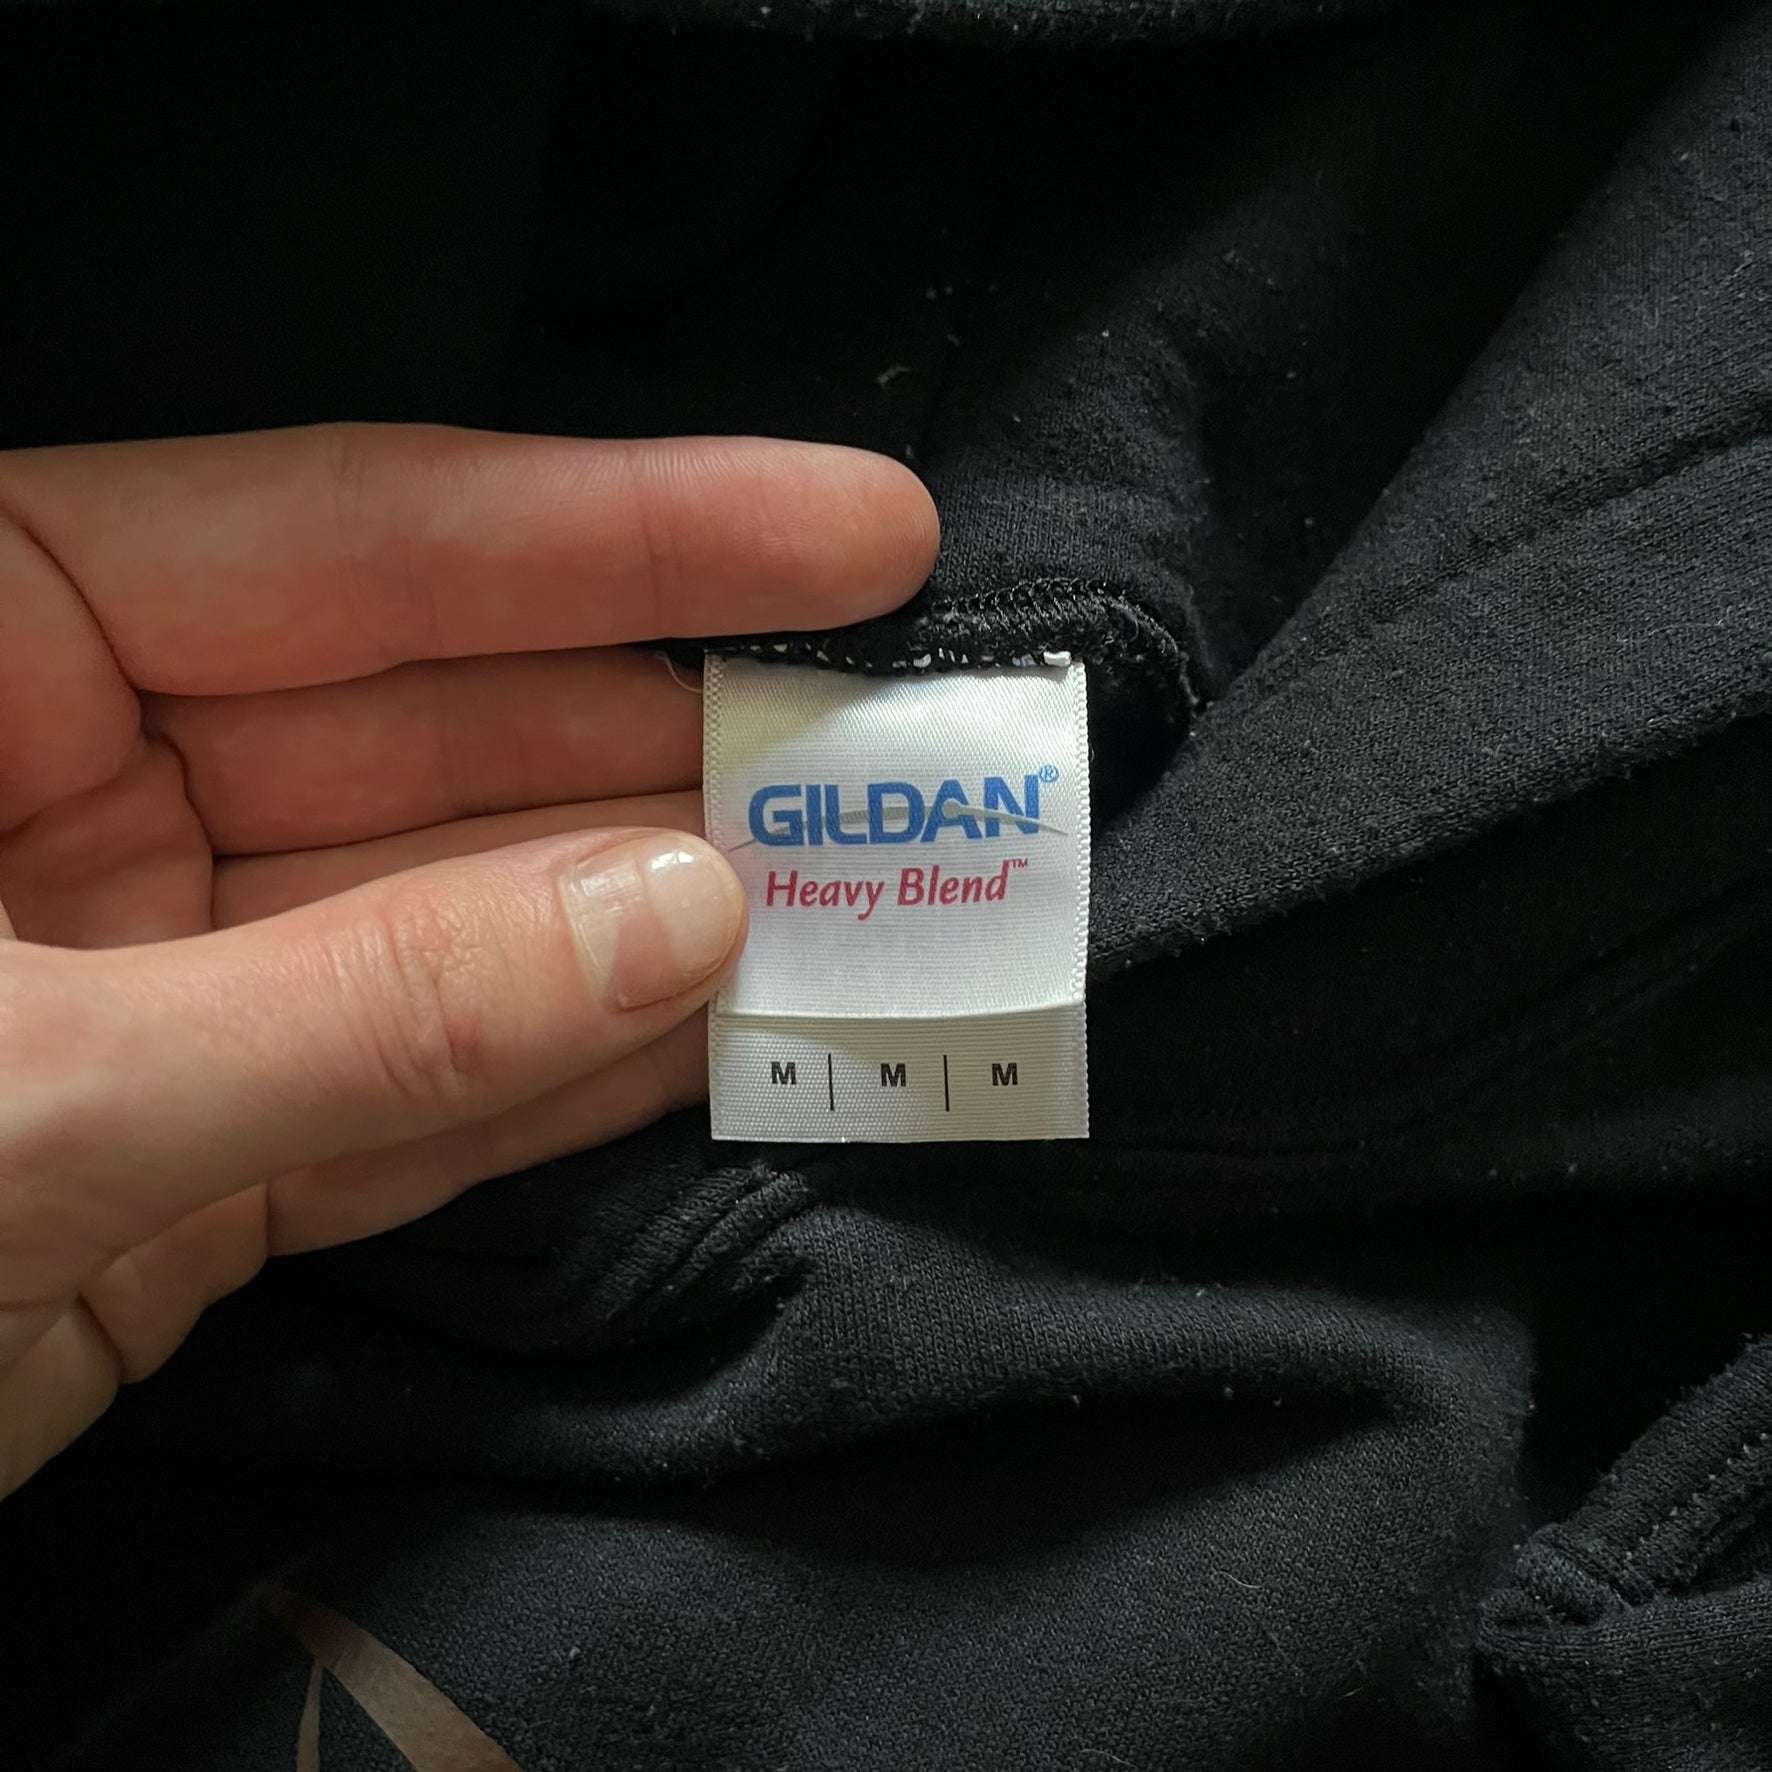 GILDAN®
Heavy Blend™
M | M | M